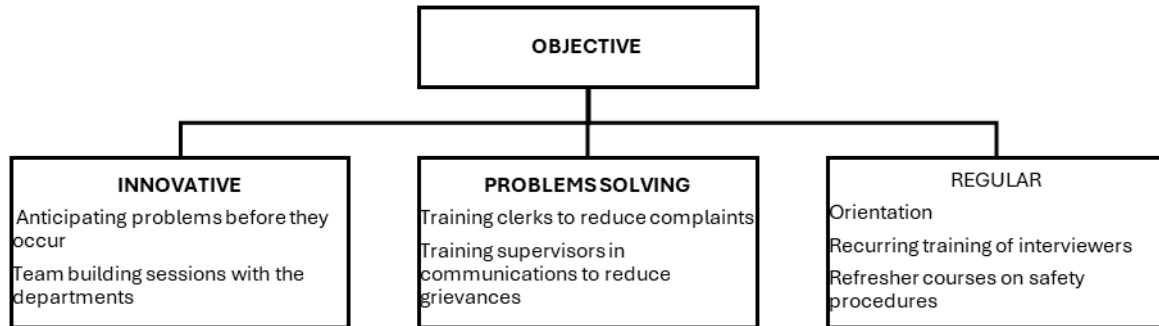 OBJECTIVE
INNOVATIVE
Anticipating problems before they
occur
Team building sessions with the
departments
PROBLEMS SOLVING
Training clerks to reduce complaints
Training supervisors in
communications to reduce
grievances
REGULAR
Orientation
Recurring training of interviewers
Refresher courses on safety
procedures